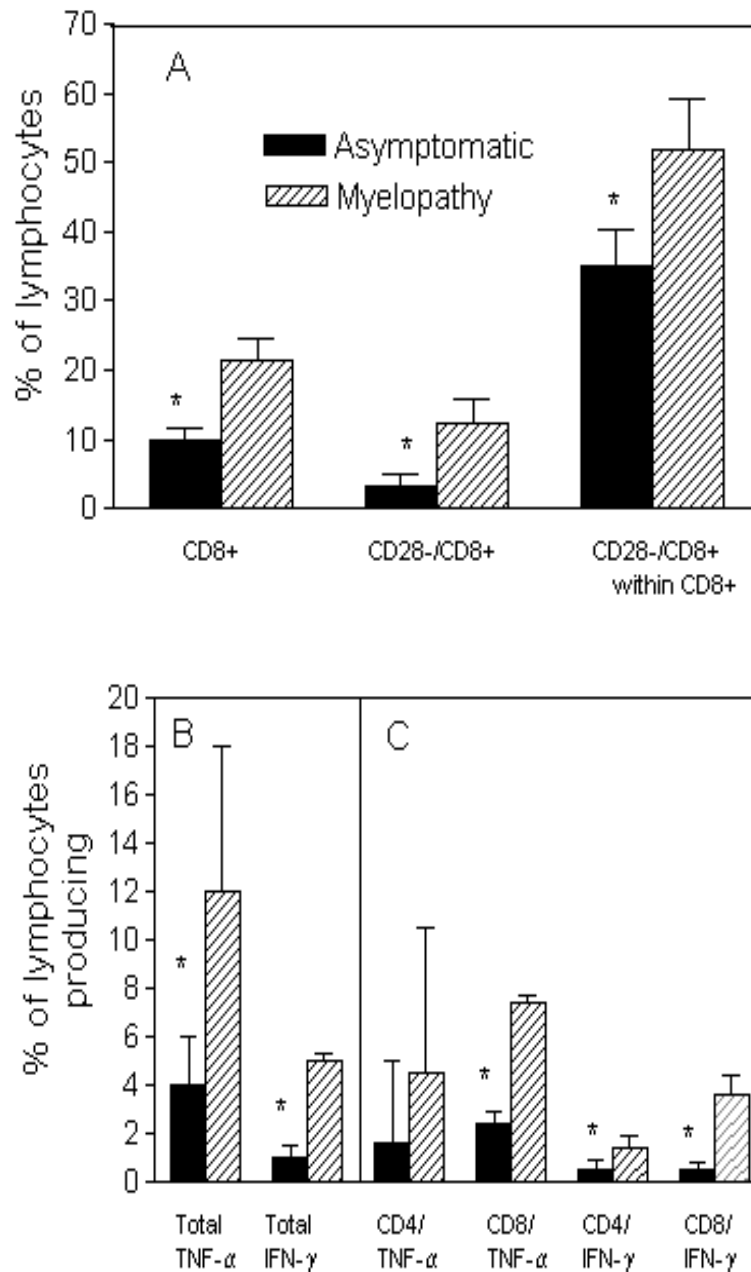 70
60
50
40
30
20
10
0
% of lymphocytes
A
Asymptomatic
Myelopathy
*
*
*
CD8+
CD28-/CD8+
CD28-/CD8+
within CD8+
20
18
16
14
12
10
8
6
4
2
0
% of lymphocytes
producing
B
C
*
*
*
*
*
Total
TNF-α
Total
IFN-γ
CD4/
TNF-α
CD8/
TNF-α
CD4/
IFN-γ
CD8/
IFN-γ